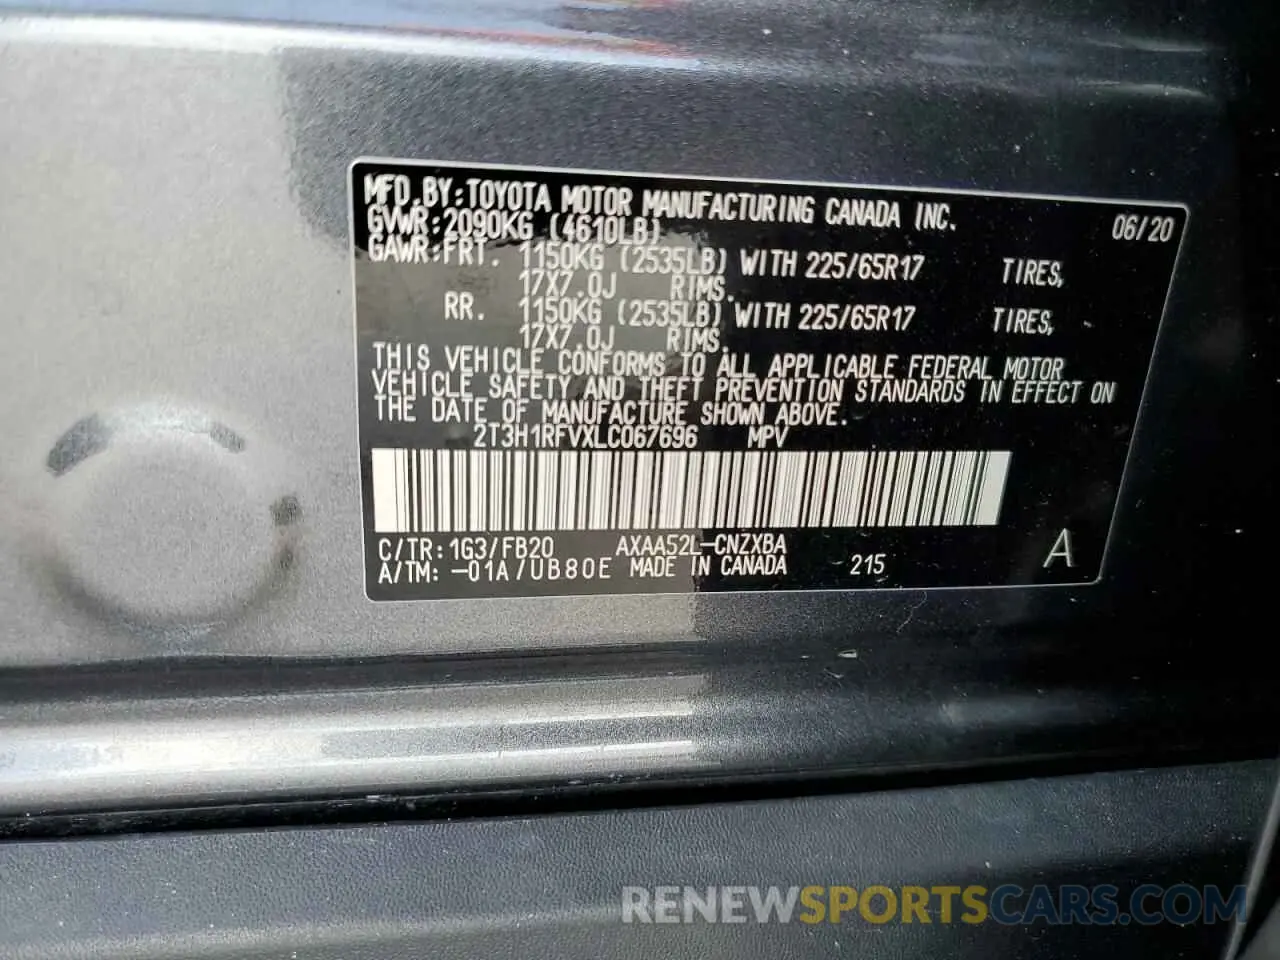 MFD.BY:TOYOTA MOTOR MANUFACTURING CANADA INC. 06/20
GVWR:2090KG (4610LB)
GAWR:FRT. 1150KG (2535LB) WITH 225/65R17 TIRES,
17X7.0J RIMS.
RR. 1150KG (2535LB) WITH 225/65R17 TIRES,
17X7.0J RIMS.
THIS VEHICLE CONFORMS TO ALL APPLICABLE FEDERAL MOTOR
VEHICLE SAFETY AND THEFT PREVENTION STANDARDS IN EFFECT ON
THE DATE OF MANUFACTURE SHOWN ABOVE.
2T3H1RFVXLC067696 MPV
C/TR:1G3/FB20 AXAA52L-CNZXBA
A/TM: -01A/UB80E MADE IN CANADA 215 A
RENEWSPORTSCARS.COM